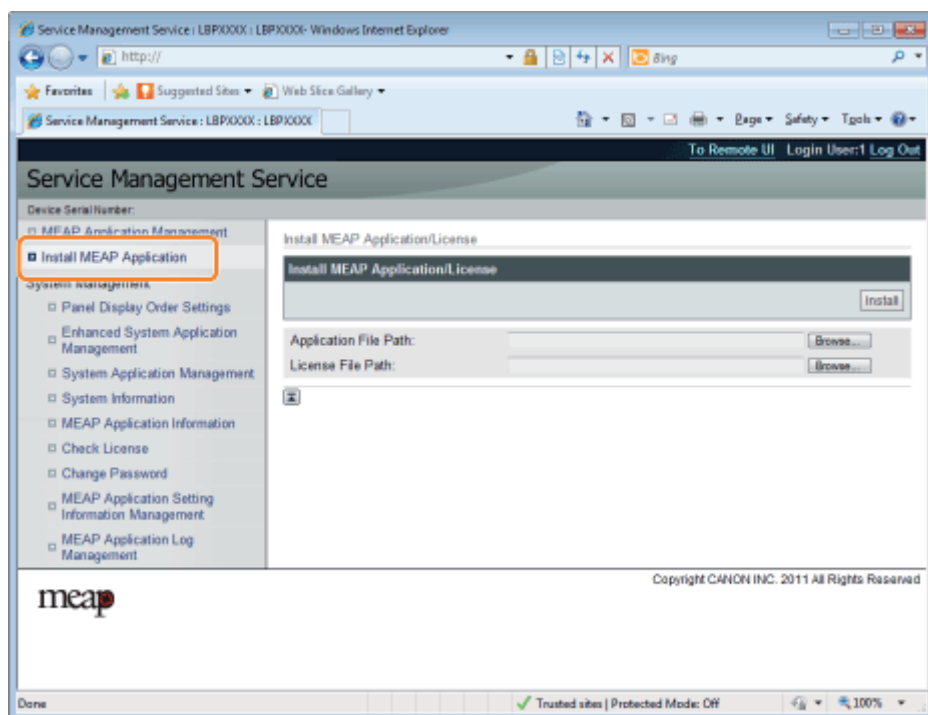 Service Management Service : LBPXXXX : LBPXXXX- Windows Internet Explorer
http://
Bing
Favorites Suggested Sites Web Slice Gallery
Service Management Service : LBPXXXX : LBPXXXX
Page Safety Tools
To Remote UI Login User:1 Log Out
Service Management Service
Device Serial Number:
MEAP Application Management
Install MEAP Application
System Management
Panel Display Order Settings
Enhanced System Application
Management
System Application Management
System Information
MEAP Application Information
Check License
Change Password
MEAP Application Setting
Information Management
MEAP Application Log
Management
Install MEAP Application/License
Install MEAP Application/License
Install
Application File Path: Browse...
License File Path: Browse...
Copyright CANON INC. 2011 All Rights Reserved
meap
Done Trusted sites | Protected Mode: Off 100%